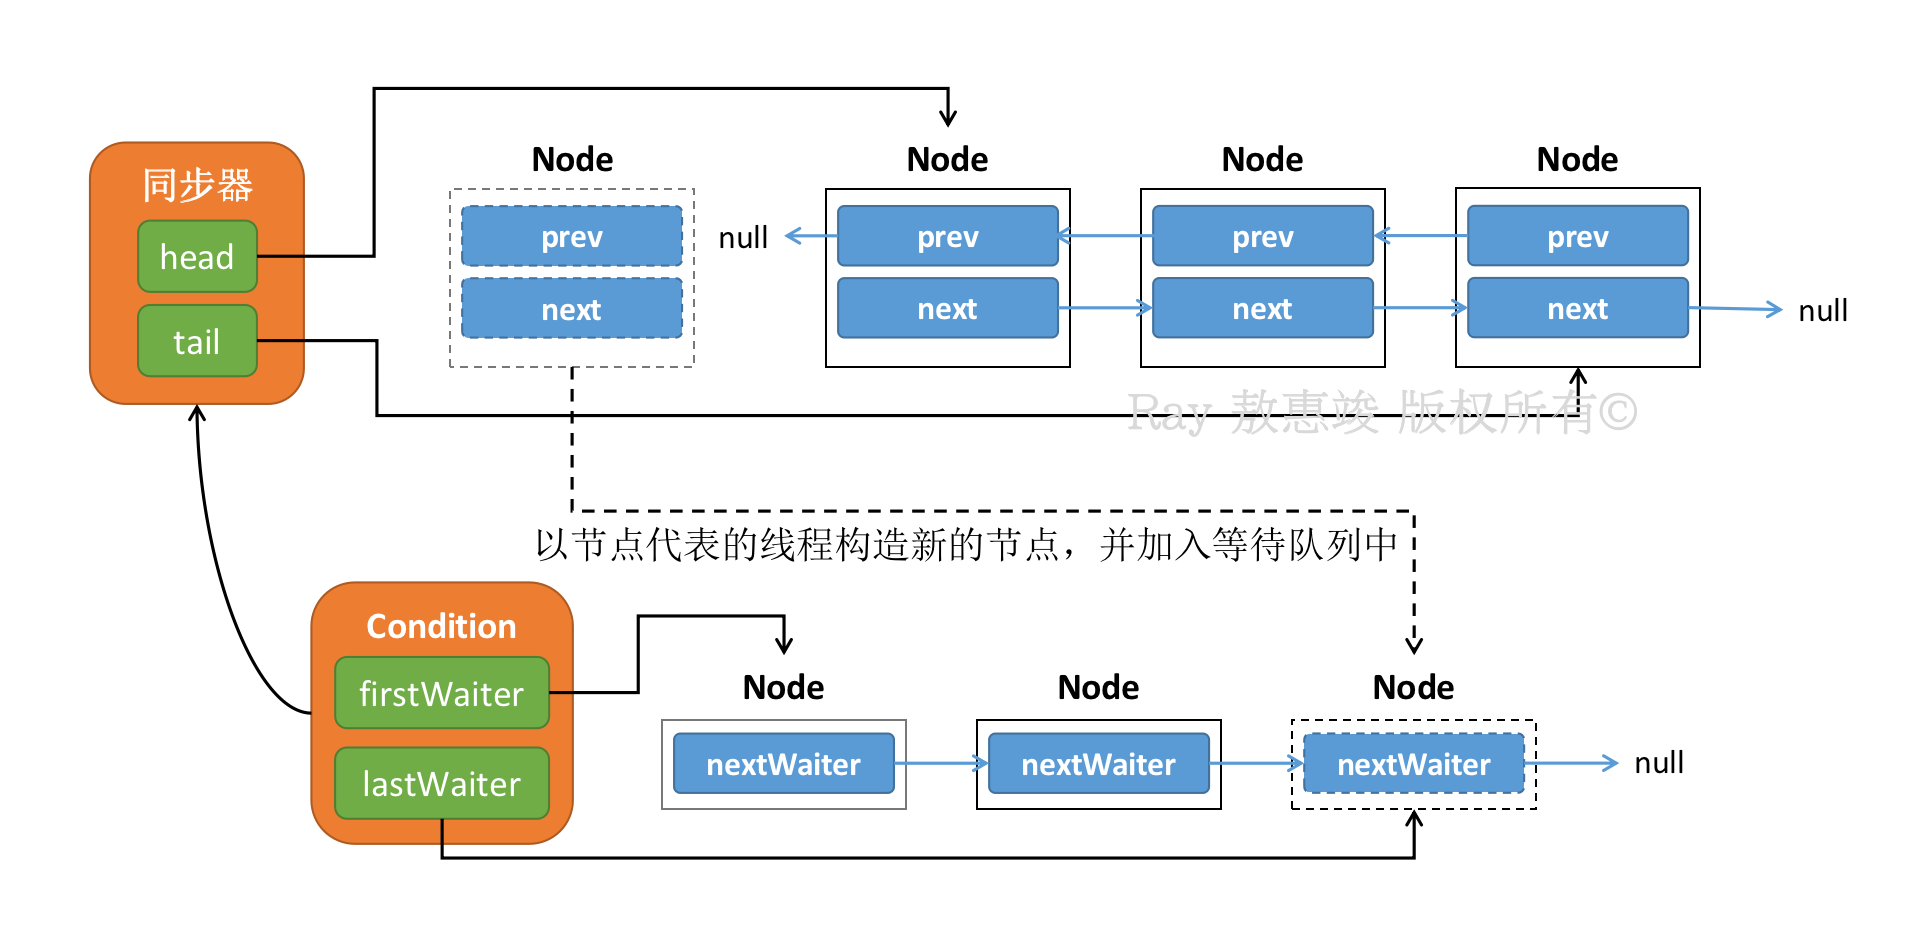 Node
Node
Node
Node
同步器
head
tail
prev
next
null
prev
next
prev
next
prev
next
null
Ray 敖惠竣 版权所有©
以节点代表的线程构造新的节点，并加入等待队列中
Condition
firstWaiter
lastWaiter
Node
Node
Node
nextWaiter
nextWaiter
nextWaiter
null